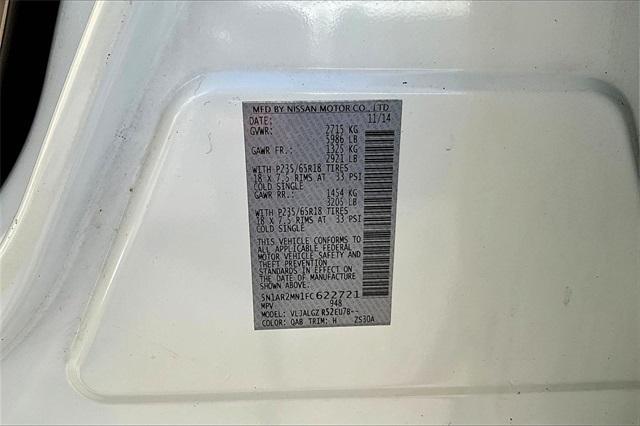 MFD BY NISSAN MOTOR CO., LTD
DATE: 11/14
GVWR: 2715 KG
5986 LB
GAWR FR.: 1325 KG
2921 LB
WITH P235/65R18 TIRES
18 X 7.5 RIMS AT 33 PSI
COLD SINGLE
GAWR RR.: 1454 KG
3205 LB
WITH P235/65R18 TIRES
18 X 7.5 RIMS AT 33 PSI
COLD SINGLE
THIS VEHICLE CONFORMS TO
ALL APPLICABLE FEDERAL
MOTOR VEHICLE SAFETY AND
THEFT PREVENTION
STANDARDS IN EFFECT ON
THE DATE OF MANUFACTURE
SHOWN ABOVE
5N1AR2MN1FC622721
MPV 948
MODEL: VLJALGZ R52EU78--
COLOR: QAB TRIM: H ZS30A